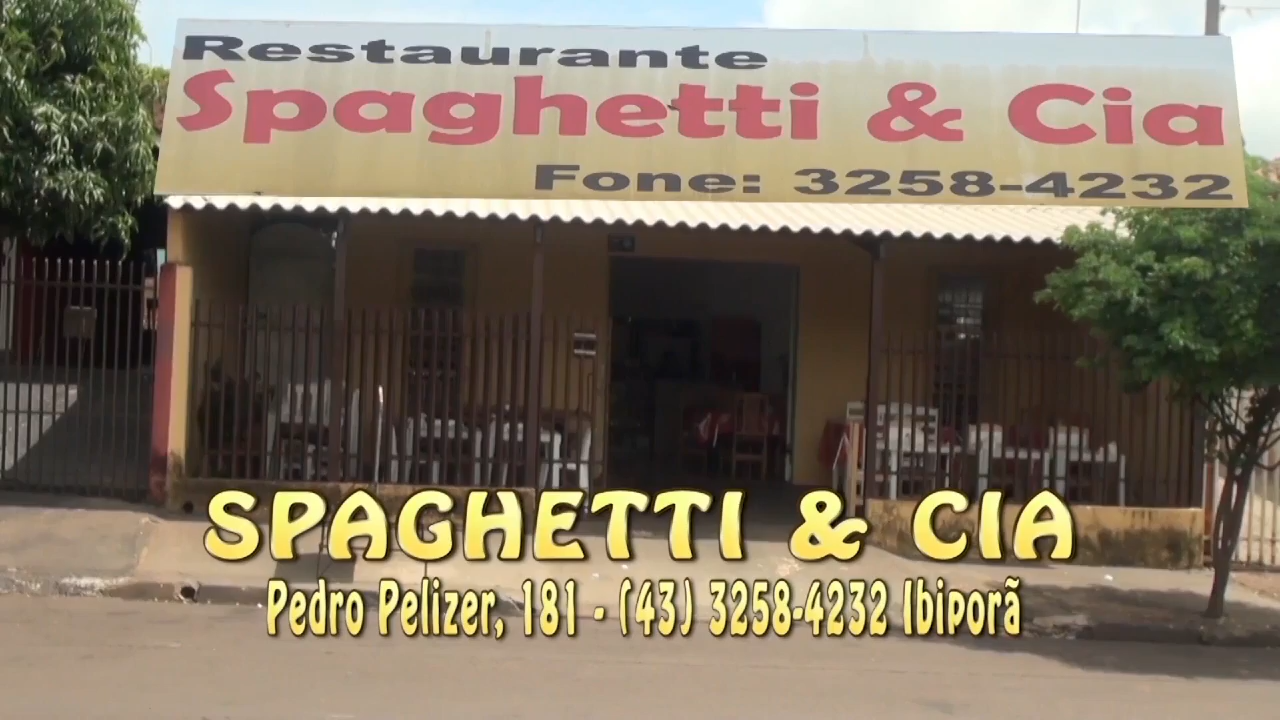 Restaurante
Spaghetti & Cia
Fone: 3258-4232
SPAGHETTI & CIA
Pedro Pelizer, 181 - (43) 3258-4232 Ibiporã